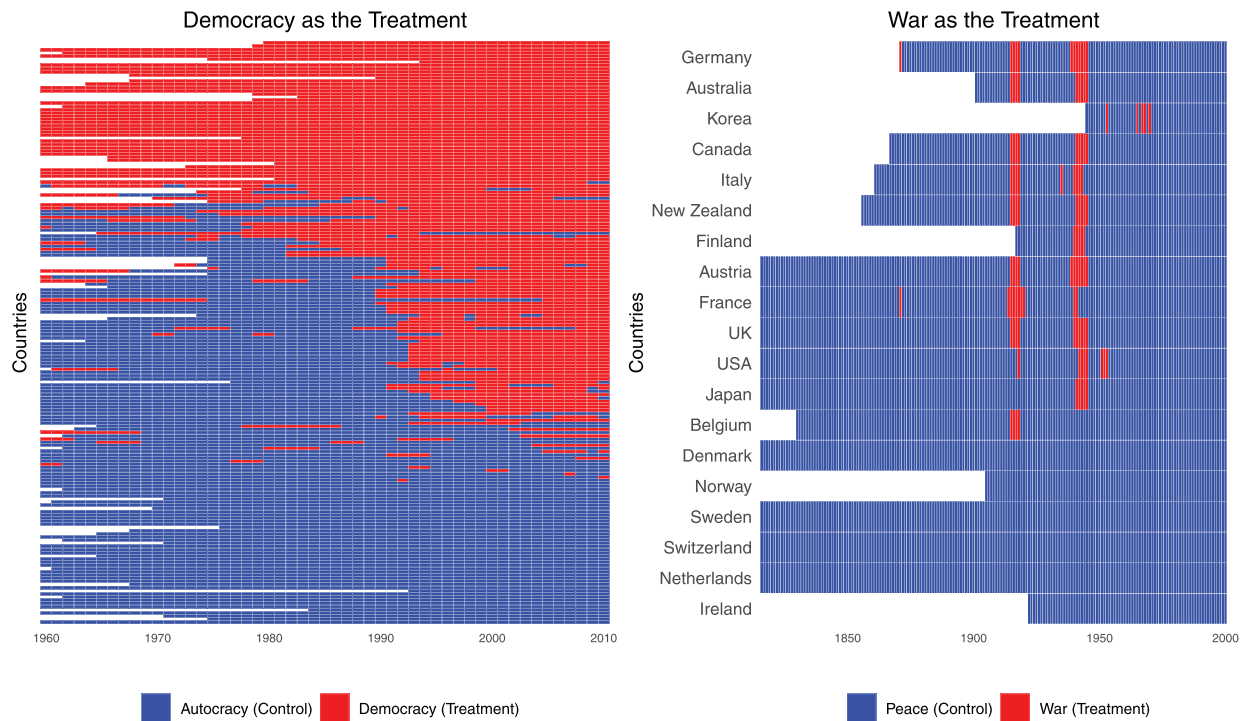 Democracy as the Treatment
Countries
1960 1970 1980 1990 2000 2010
Autocracy (Control) Democracy (Treatment)
War as the Treatment
Countries
Germany
Australia
Korea
Canada
Italy
New Zealand
Finland
Austria
France
UK
USA
Japan
Belgium
Denmark
Norway
Sweden
Switzerland
Netherlands
Ireland
1850 1900 1950 2000
Peace (Control) War (Treatment)